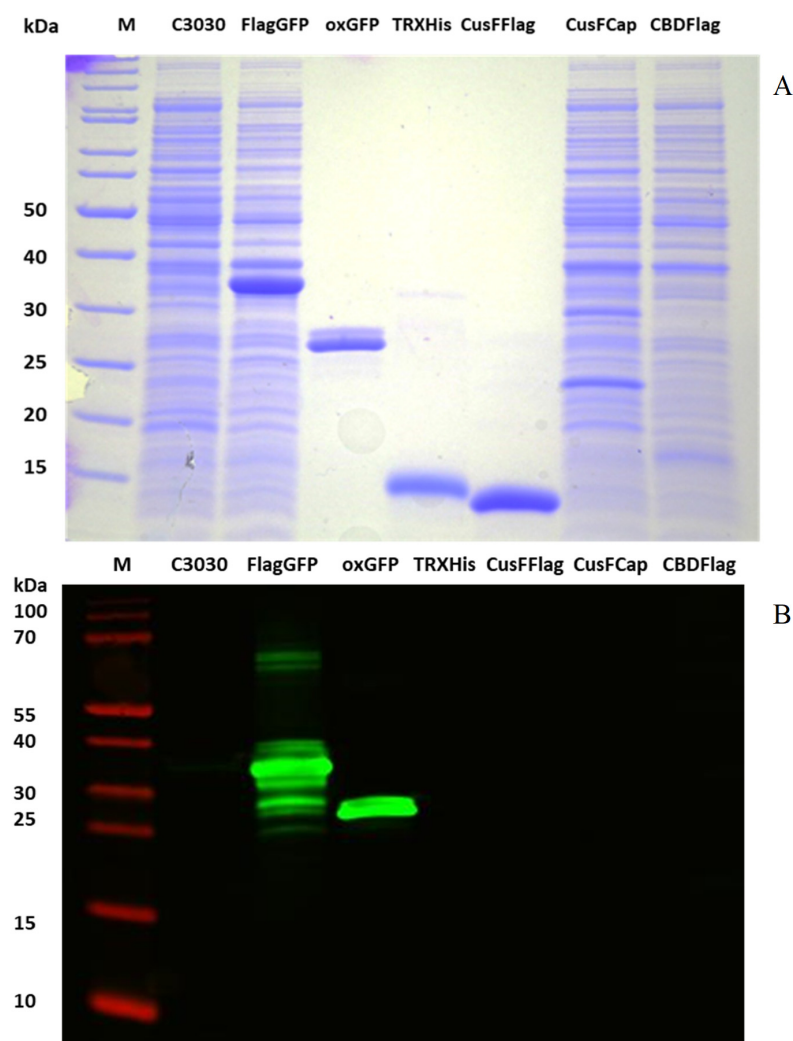 kDa M C3030 FlagGFP oxGFP TRXHis CusFFlag CusFCap CBDFlag
A
50
40
30
25
20
15
M C3030 FlagGFP oxGFP TRXHis CusFFlag CusFCap CBDFlag
kDa
B
100
70
55
40
30
25
15
10